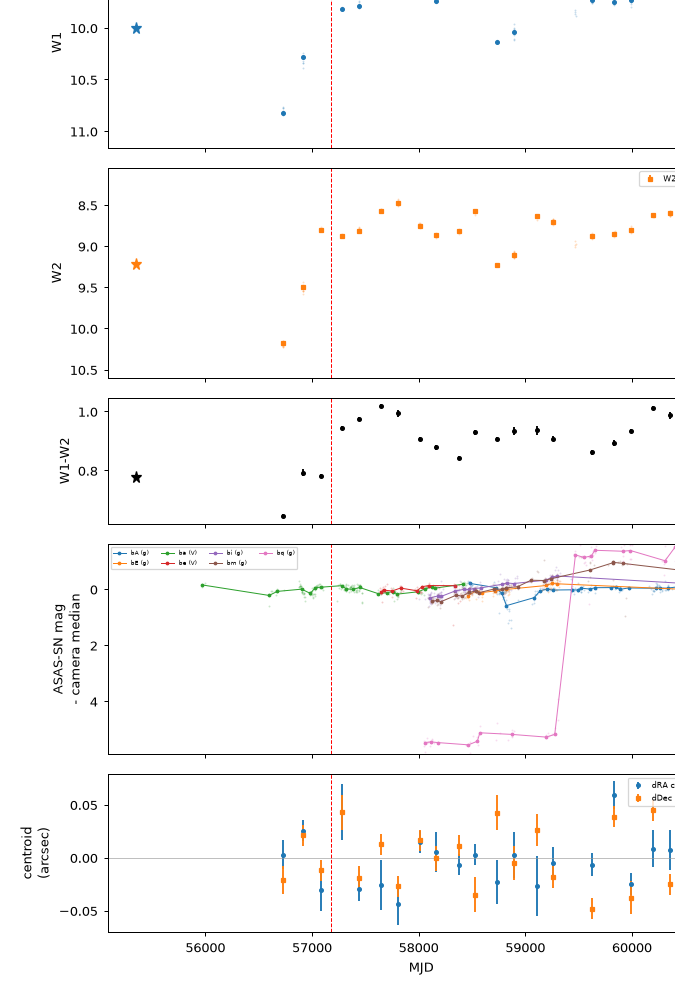 10.0
10.5
11.0
W1
W2
8.5
9.0
9.5
10.0
10.5
W2
1.0
0.8
W1-W2
bA (g)
ba (V)
bi (g)
bq (g)
bE (g)
be (V)
bm (g)
0
2
4
ASAS-SN mag
- camera median
dRA c
dDec
0.05
0.00
−0.05
centroid
(arcsec)
56000
57000
58000
59000
60000
MJD